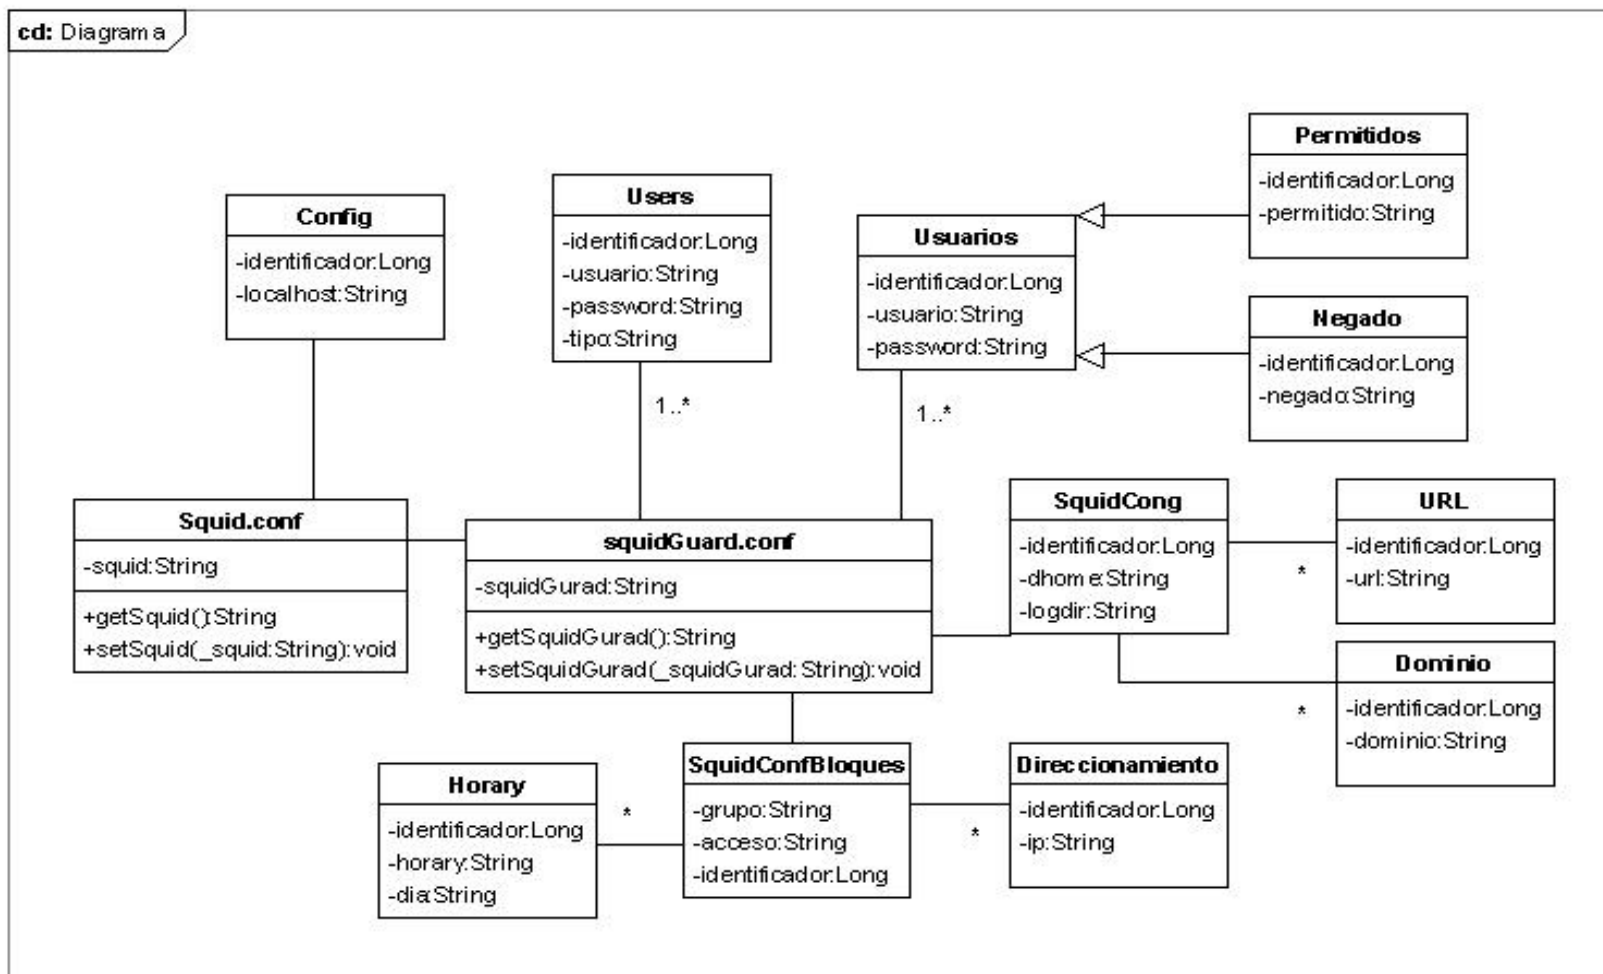 cd: Diagrama
Permitidos
-identificador:Long
-permitido:String
Users
-identificador:Long
-usuario:String
-password:String
-tipo:String
Config
-identificador:Long
-localhost:String
Usuarios
-identificador:Long
-usuario:String
-password:String
Negado
-identificador:Long
-negado:String
1..*
1..*
Squid.conf
-squid:String
+getSquid():String
+setSquid(_squid:String):void
squidGuard.conf
-squidGurad:String
+getSquidGurad():String
+setSquidGurad(_squidGurad:String):void
SquidCong
-identificador:Long
-dhome:String
-logdir:String
*
URL
-identificador:Long
-url:String
*
Dominio
-identificador:Long
-dominio:String
Horary
-identificador:Long
-horary:String
-dia:String
*
SquidConfBloques
-grupo:String
-acceso:String
-identificador:Long
*
Direccionamiento
-identificador:Long
-ip:String